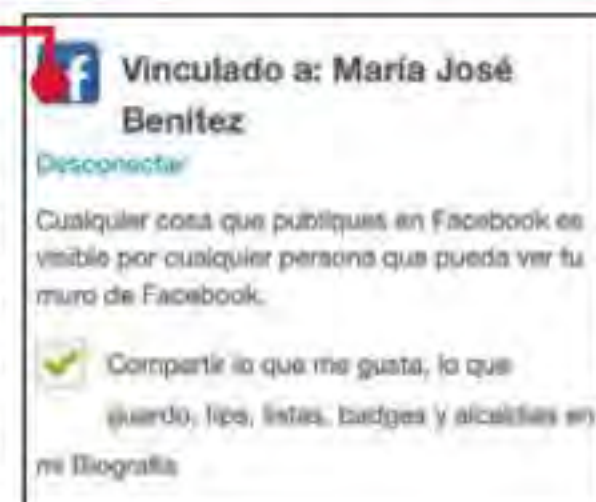 f
Vinculado a: María José
Benítez
Desconectar
Cualquier cosa que publiques en Facebook es
visible por cualquier persona que pueda ver tu
muro de Facebook.
Compartir lo que me gusta, lo que
guardo, tips, listas, badges y alcaldías en
mi Biografía